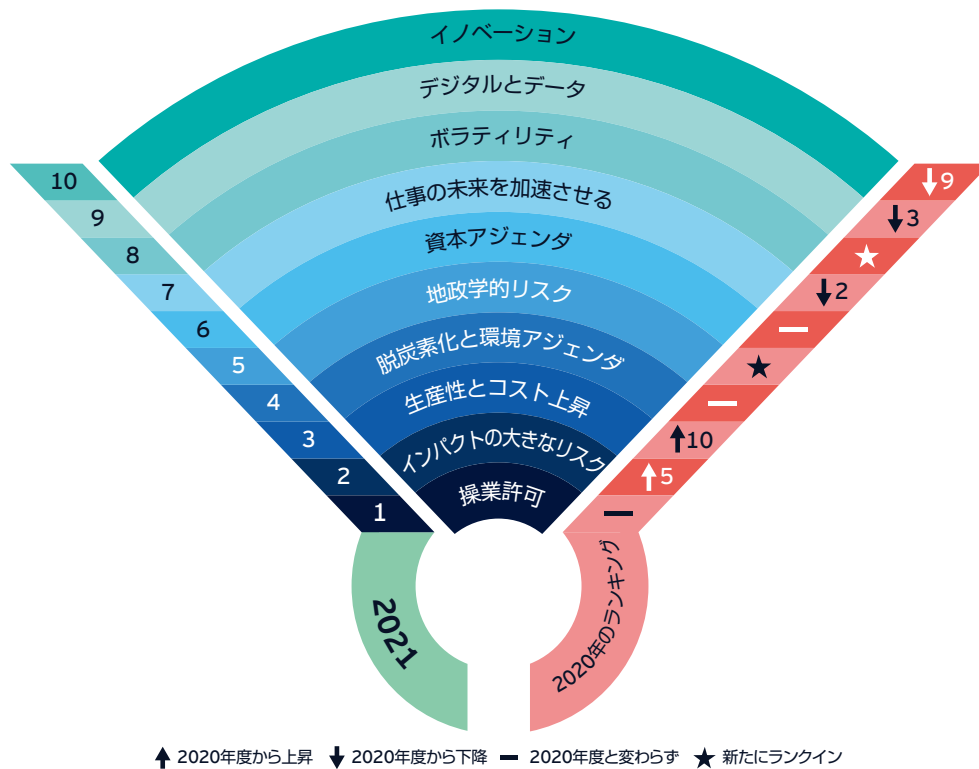 イノベーション
デジタルとデータ
ボラティリティ
仕事の未来を加速させる
資本アジェンダ
地政学的リスク
脱炭素化と環境アジェンダ
生産性とコスト上昇
インパクトの大きなリスク
操業許可
10
9
8
7
6
5
4
3
2
1
↓9
↓3
★
↓2
—
★
—
↑10
↑5
—
2021
2020年のランキング
↑ 2020年度から上昇 ↓ 2020年度から下降 — 2020年度と変わらず ★ 新たにランクイン